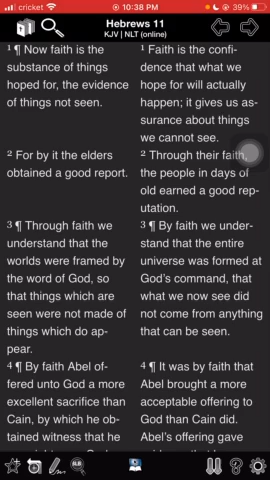 cricket
10:38 PM
39%
Hebrews 11
KJV | NLT (online)
1 ¶ Now faith is the
substance of things
hoped for, the evidence
of things not seen.
1 ¶ Faith is the confi-
dence that what we
hope for will actually
happen; it gives us as-
surance about things
we cannot see.
2 ¶ For by it the elders
obtained a good report.
2 ¶ Through their faith,
the people in days of
old earned a good rep-
utation.
3 ¶ Through faith we
understand that the
worlds were framed by
the word of God, so
that things which are
seen were not made of
things which do ap-
pear.
3 ¶ By faith we under-
stand that the entire
universe was formed at
God's command, that
what we now see did
not come from anything
that can be seen.
4 ¶ By faith Abel of-
fered unto God a more
excellent sacrifice than
Cain, by which he ob-
tained witness that he
4 ¶ It was by faith that
Abel brought a more
acceptable offering to
God than Cain did.
Abel's offering gave